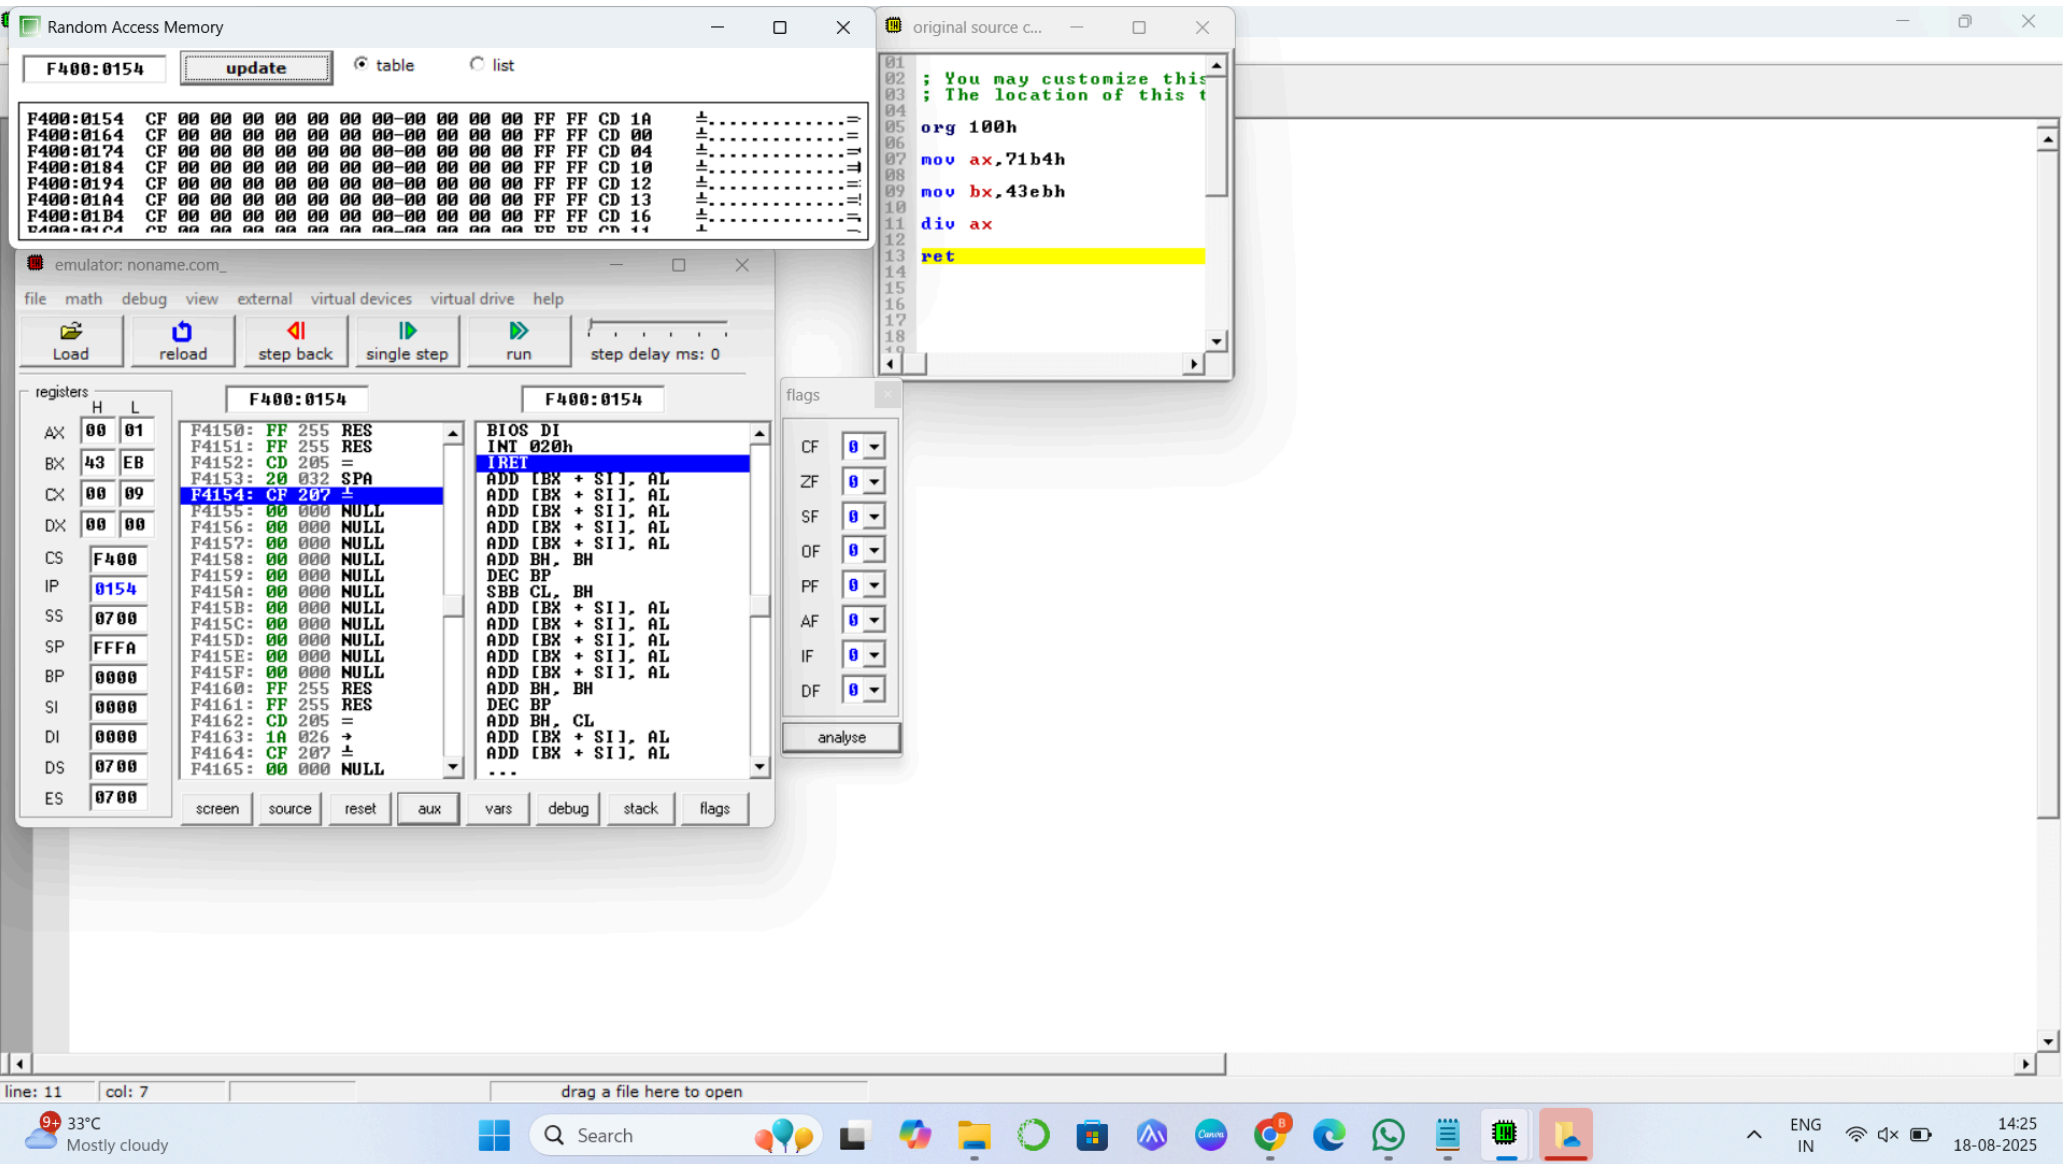 Random Access Memory
F400:0154 update table list
F400:0154 CF 00 00 00 00 00 00 00-00 00 00 00 FF FF CD 1A
F400:0164 CF 00 00 00 00 00 00 00-00 00 00 00 FF FF CD 00
F400:0174 CF 00 00 00 00 00 00 00-00 00 00 00 FF FF CD 04
F400:0184 CF 00 00 00 00 00 00 00-00 00 00 00 FF FF CD 10
F400:0194 CF 00 00 00 00 00 00 00-00 00 00 00 FF FF CD 12
F400:01A4 CF 00 00 00 00 00 00 00-00 00 00 00 FF FF CD 13
F400:01B4 CF 00 00 00 00 00 00 00-00 00 00 00 FF FF CD 16
F400:01C4 CF 00 00 00 00 00 00 00-00 00 00 00 FF FF CD 11
original source c...
01
02 ; You may customize this
03 ; The location of this t
04
05 org 100h
06
07 mov ax,71b4h
08
09 mov bx,43ebh
10
11 div ax
12
13 ret
14
15
16
17
18
19
emulator: noname.com_
file math debug view external virtual devices virtual drive help
Load reload step back single step run step delay ms: 0
registers
H L
AX 00 01
BX 43 EB
CX 00 09
DX 00 00
CS F400
IP 0154
SS 0700
SP FFFA
BP 0000
SI 0000
DI 0000
DS 0700
ES 0700
F400:0154
F4150: FF 255 RES
F4151: FF 255 RES
F4152: CD 205 =
F4153: 20 032 SPA
F4154: CF 207 ╧
F4155: 00 000 NULL
F4156: 00 000 NULL
F4157: 00 000 NULL
F4158: 00 000 NULL
F4159: 00 000 NULL
F415A: 00 000 NULL
F415B: 00 000 NULL
F415C: 00 000 NULL
F415D: 00 000 NULL
F415E: 00 000 NULL
F415F: 00 000 NULL
F4160: FF 255 RES
F4161: FF 255 RES
F4162: CD 205 =
F4163: 1A 026 →
F4164: CF 207 ╧
F4165: 00 000 NULL
F400:0154
BIOS DI
INT 020h
IRET
ADD [BX + SI], AL
ADD [BX + SI], AL
ADD [BX + SI], AL
ADD [BX + SI], AL
ADD [BX + SI], AL
ADD BH, BH
DEC BP
SBB CL, BH
ADD [BX + SI], AL
ADD [BX + SI], AL
ADD [BX + SI], AL
ADD [BX + SI], AL
ADD [BX + SI], AL
ADD BH, BH
DEC BP
ADD BH, CL
ADD [BX + SI], AL
ADD [BX + SI], AL
...
screen source reset aux vars debug stack flags
flags
CF 0
ZF 0
SF 0
OF 0
PF 0
AF 0
IF 0
DF 0
analyse
line: 11 col: 7 drag a file here to open
9+ 33°C
Mostly cloudy
Search
Canva
B
ENG
IN
14:25
18-08-2025